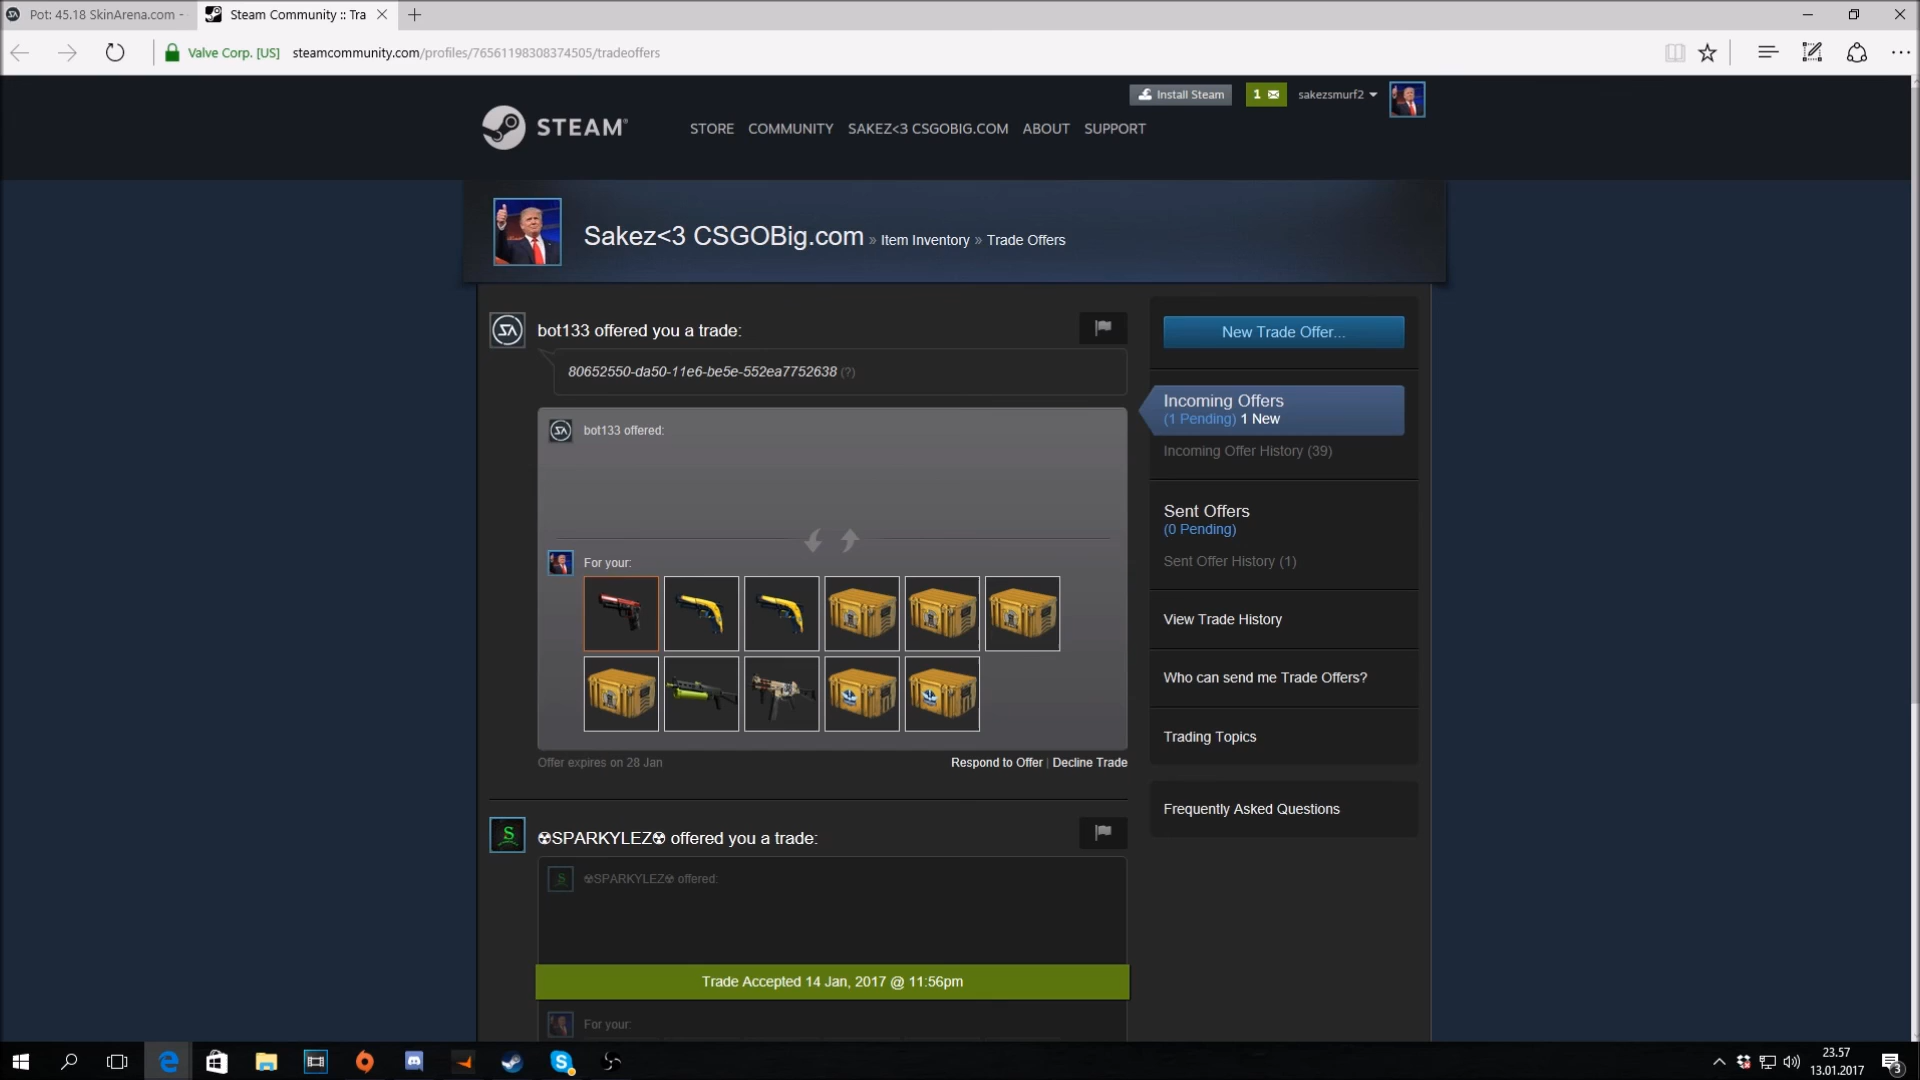 Pot: 45.18 SkinArena.com -
Steam Community :: Tra
Valve Corp. [US]
steamcommunity.com/profiles/76561198308374505/tradeoffers
Install Steam
1
sakezsmurf2
STEAM
STORE
COMMUNITY
SAKEZ<3 CSGOBIG.COM
ABOUT
SUPPORT
Sakez<3 CSGOBig.com » Item Inventory » Trade Offers
bot133 offered you a trade:
80652550-da50-11e6-be5e-552ea7752638 (?)
bot133 offered:
For your:
Offer expires on 28 Jan
Respond to Offer | Decline Trade
☢SPARKYLEZ☢ offered you a trade:
☢SPARKYLEZ☢ offered:
Trade Accepted 14 Jan, 2017 @ 11:56pm
For your:
New Trade Offer...
Incoming Offers
(1 Pending) 1 New
Incoming Offer History (39)
Sent Offers
(0 Pending)
Sent Offer History (1)
View Trade History
Who can send me Trade Offers?
Trading Topics
Frequently Asked Questions
23.57
13.01.2017
3